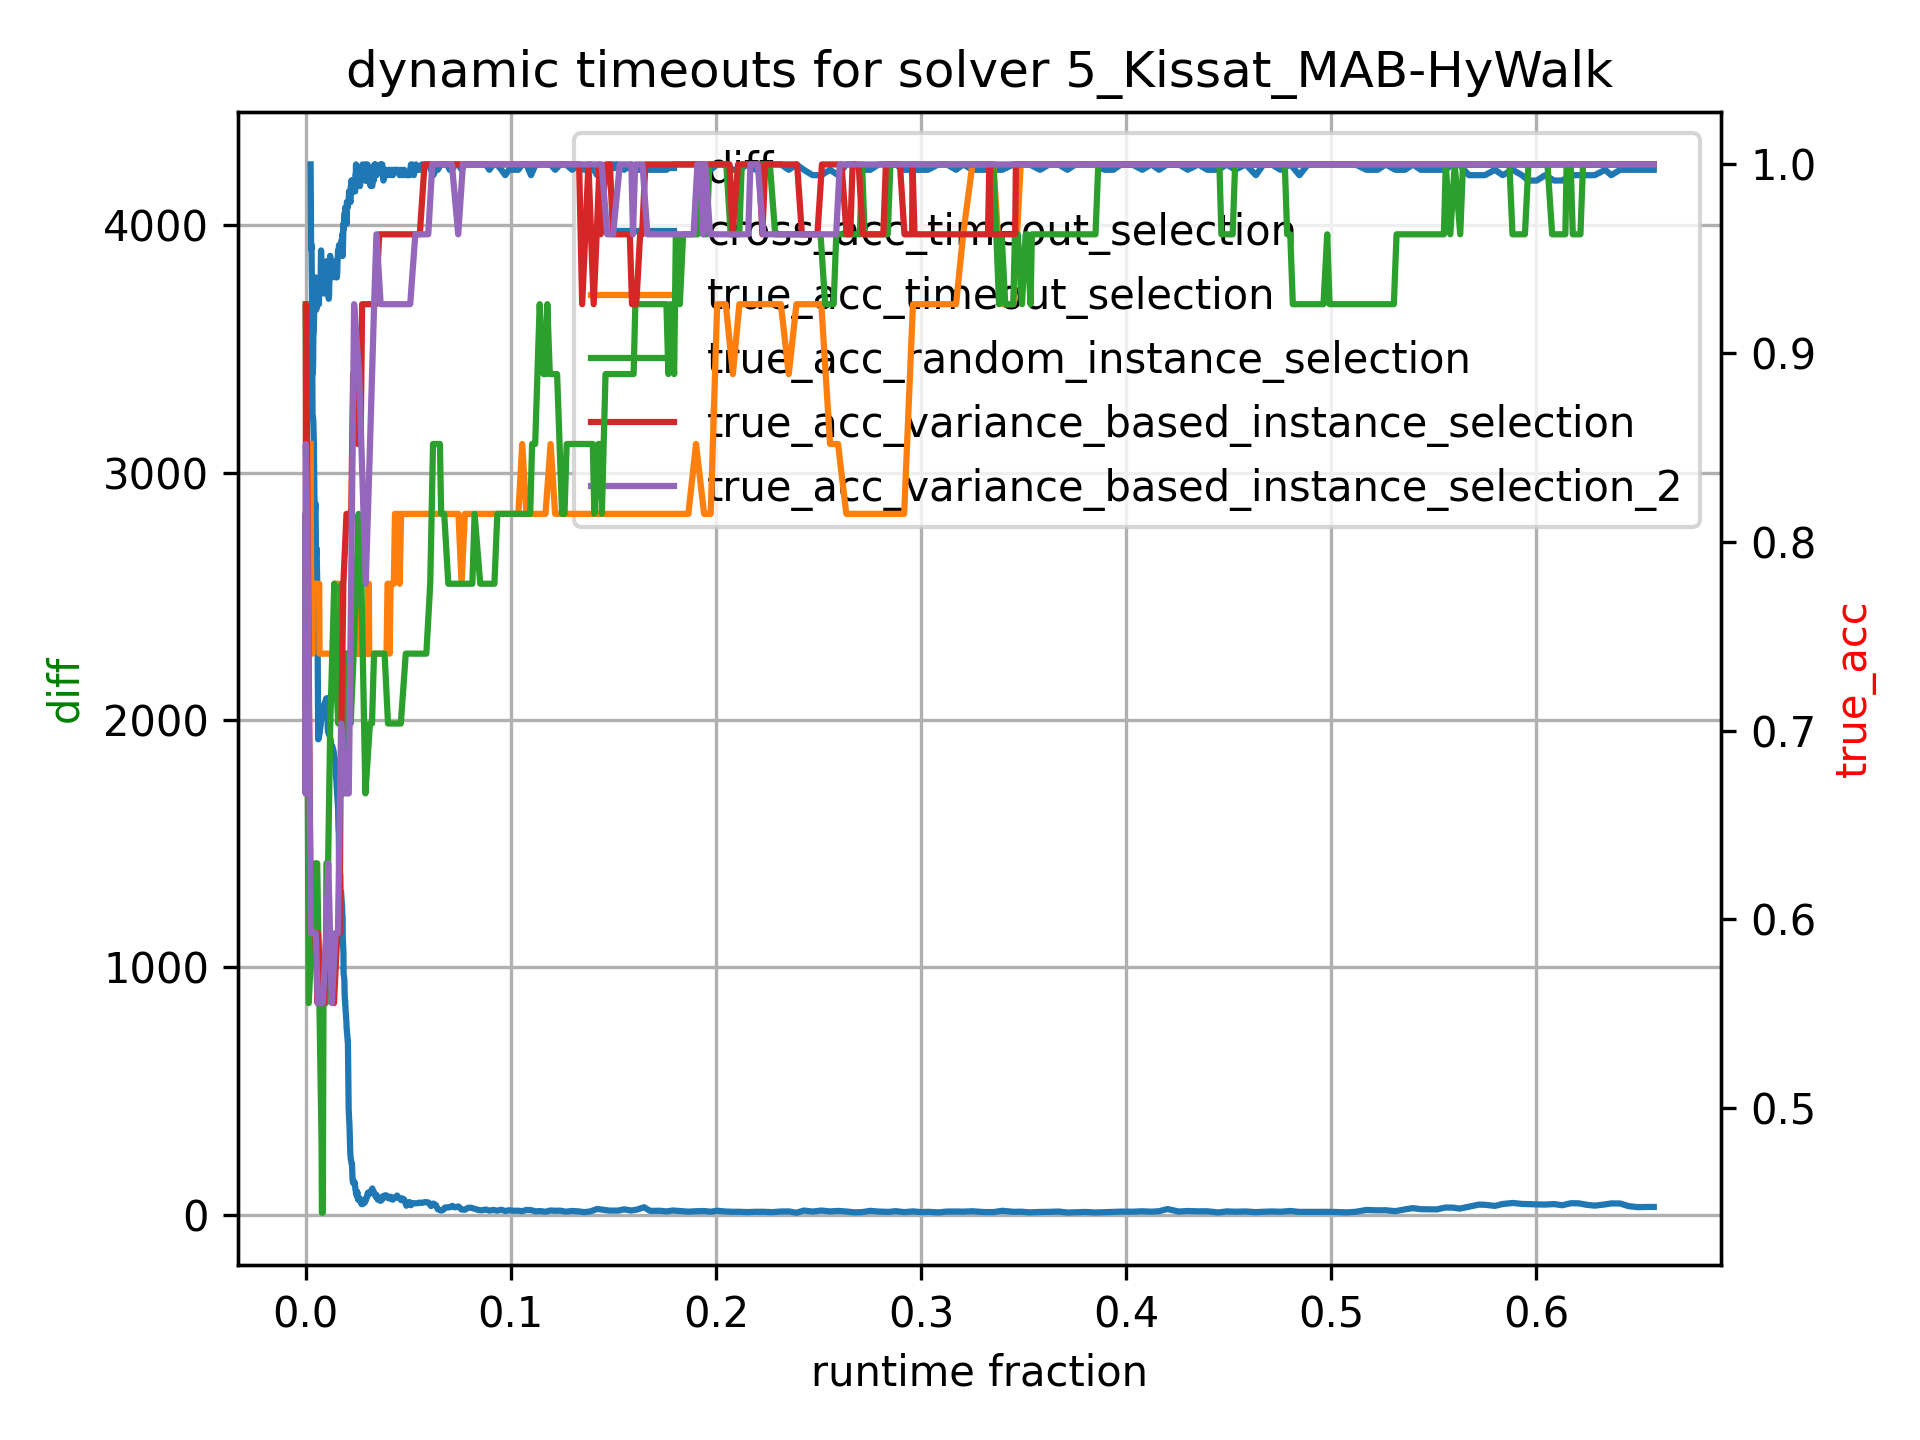 dynamic timeouts for solver 5_Kissat_MAB-HyWalk
diff
cross_acc_timeout_selection
true_acc_timeout_selection
true_acc_random_instance_selection
true_acc_variance_based_instance_selection
true_acc_variance_based_instance_selection_2
4000
3000
2000
1000
0
diff
1.0
0.9
0.8
0.7
0.6
0.5
true_acc
0.0 0.1 0.2 0.3 0.4 0.5 0.6
runtime fraction